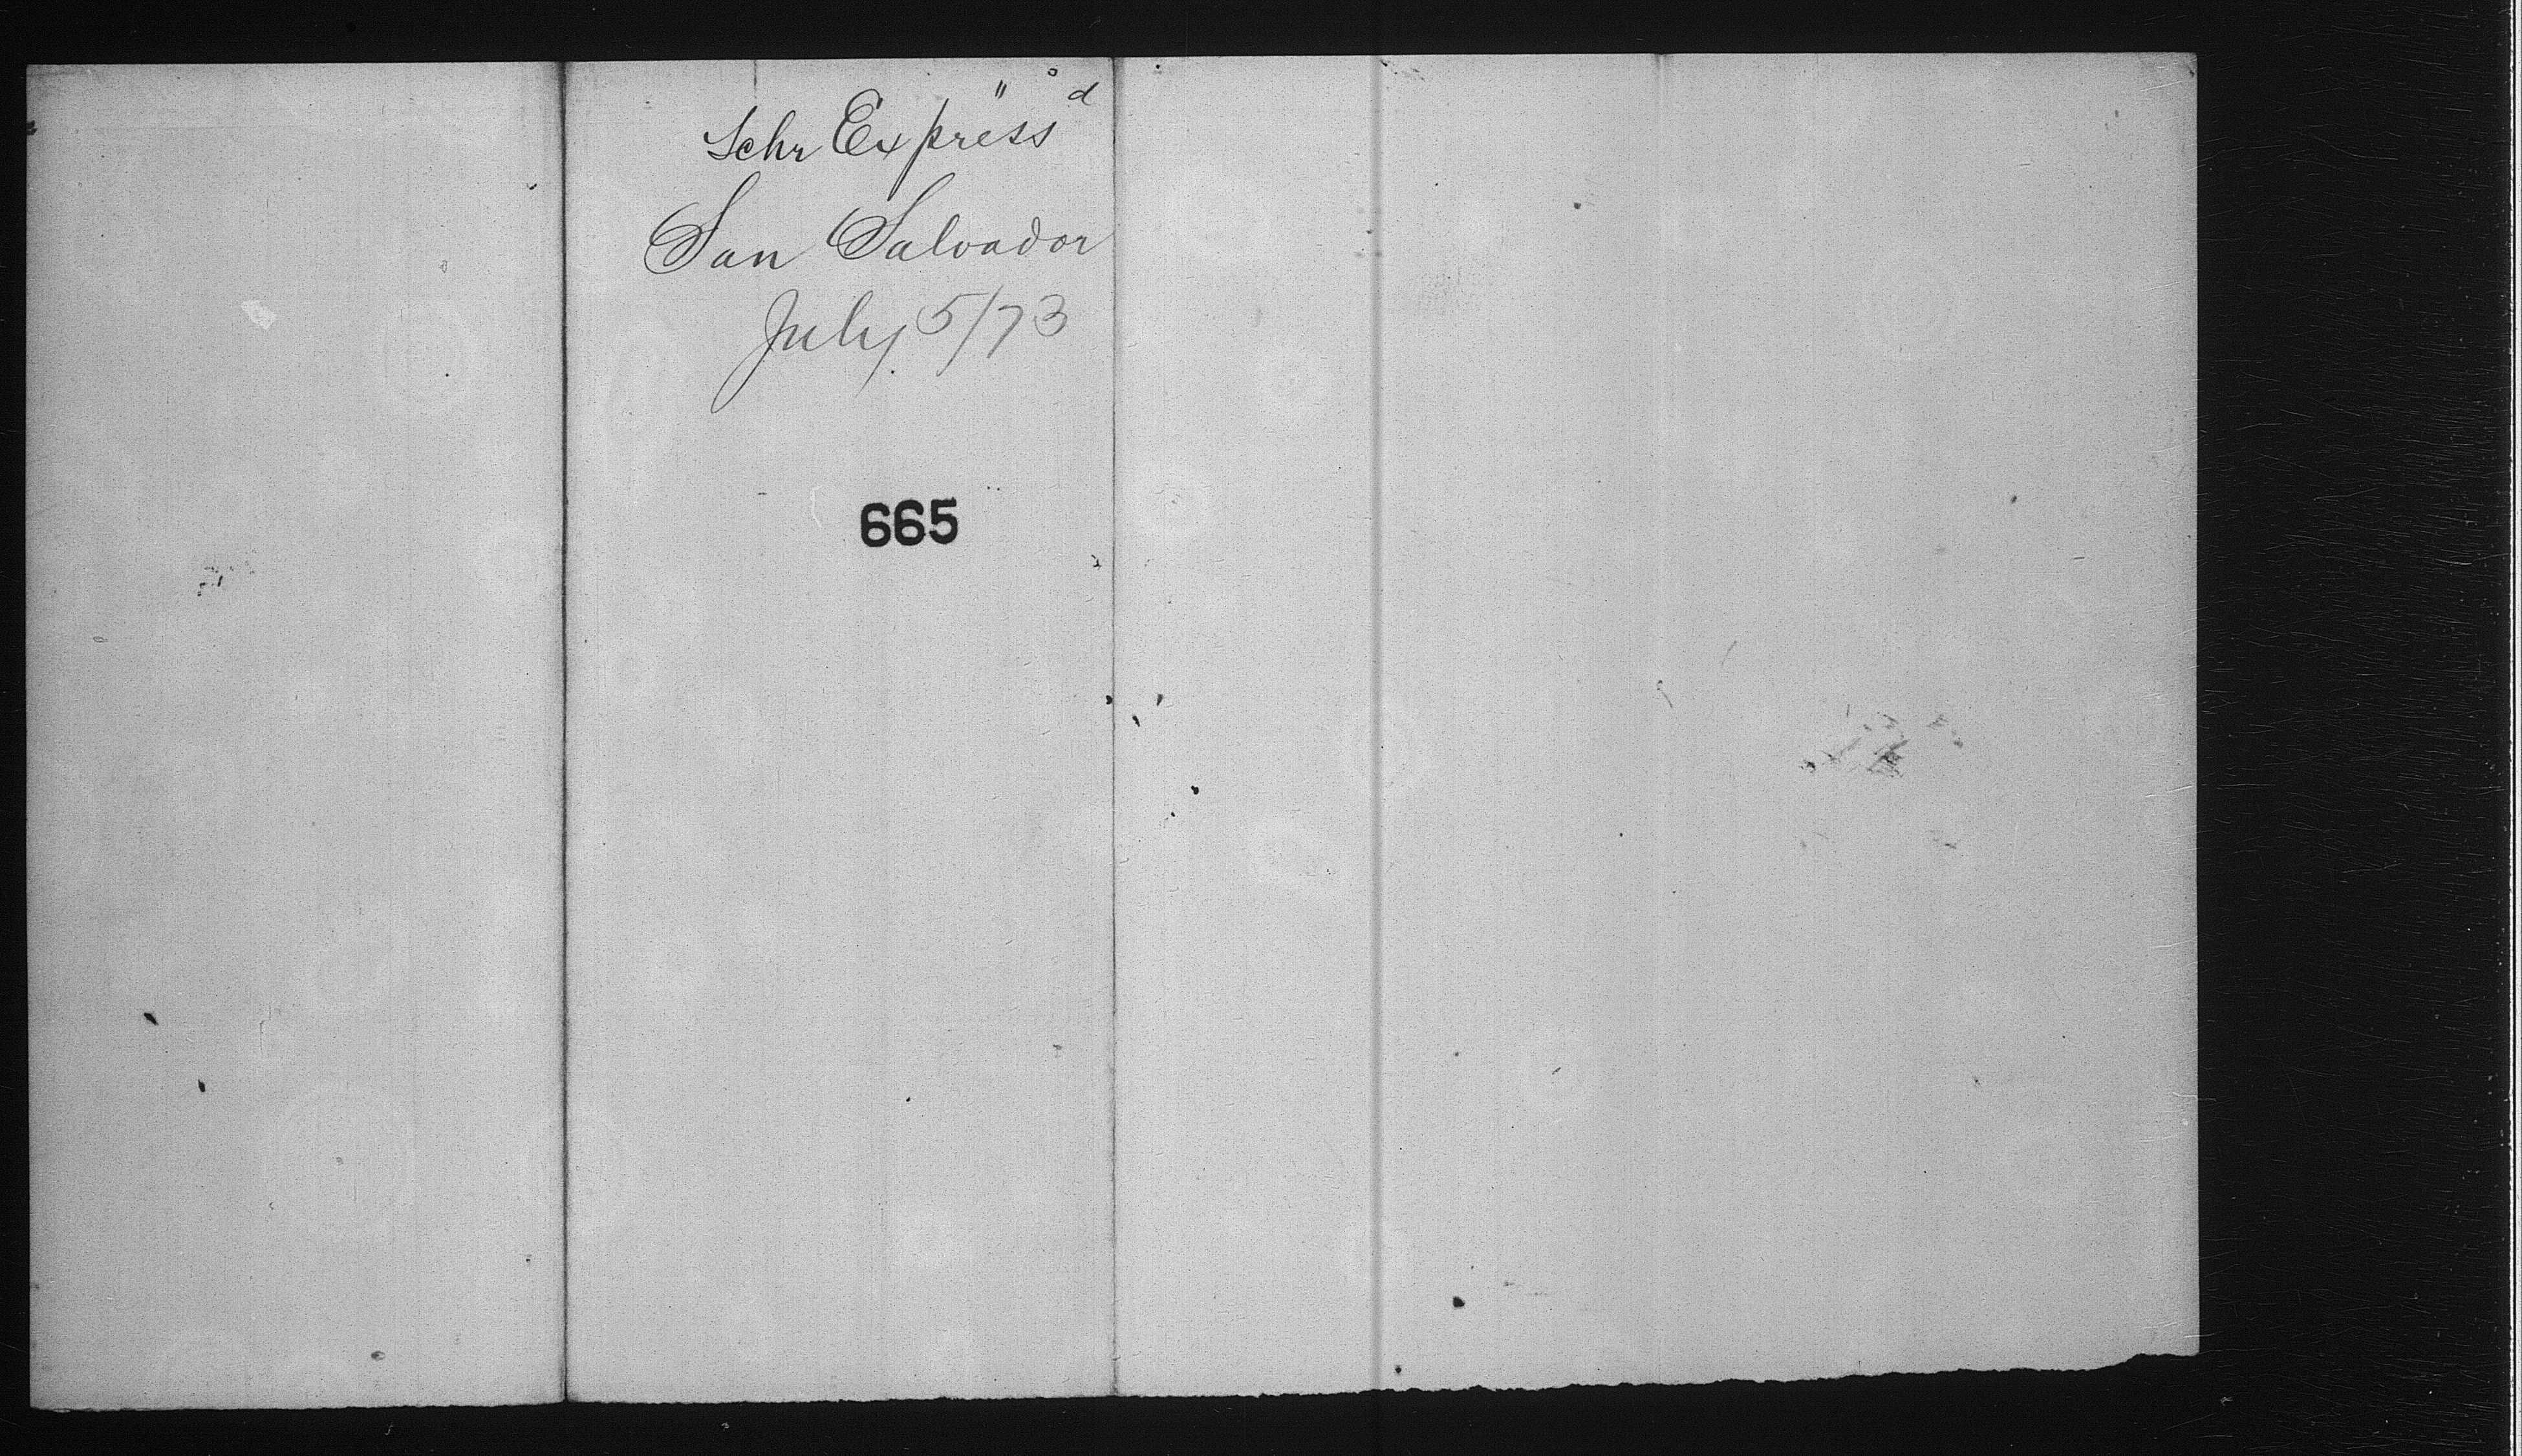 Schr Express"
San Salvador
July 5/73
665